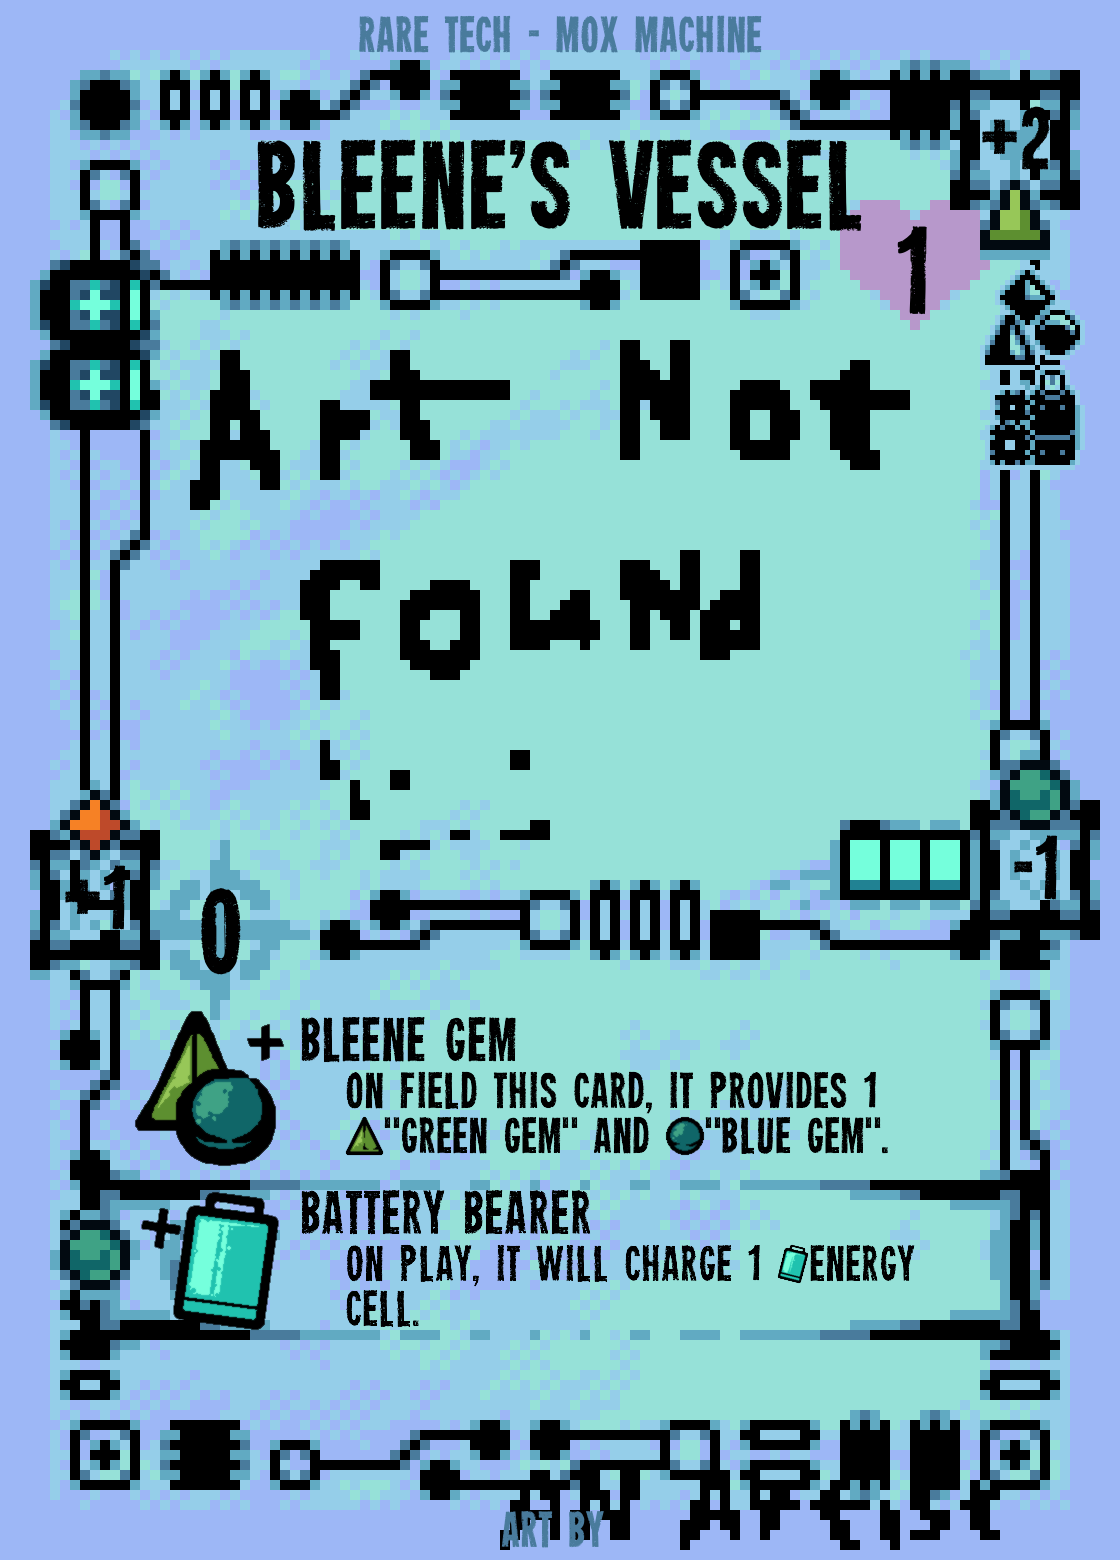 RARE TECH - MOX MACHINE
+2
BLEENE'S VESSEL
1
Art Not
Found
+1
-1
0
+ BLEENE GEM
ON FIELD THIS CARD, IT PROVIDES 1
"GREEN GEM" AND "BLUE GEM".
+ BATTERY BEARER
ON PLAY, IT WILL CHARGE 1 ENERGY
CELL.
ART BY